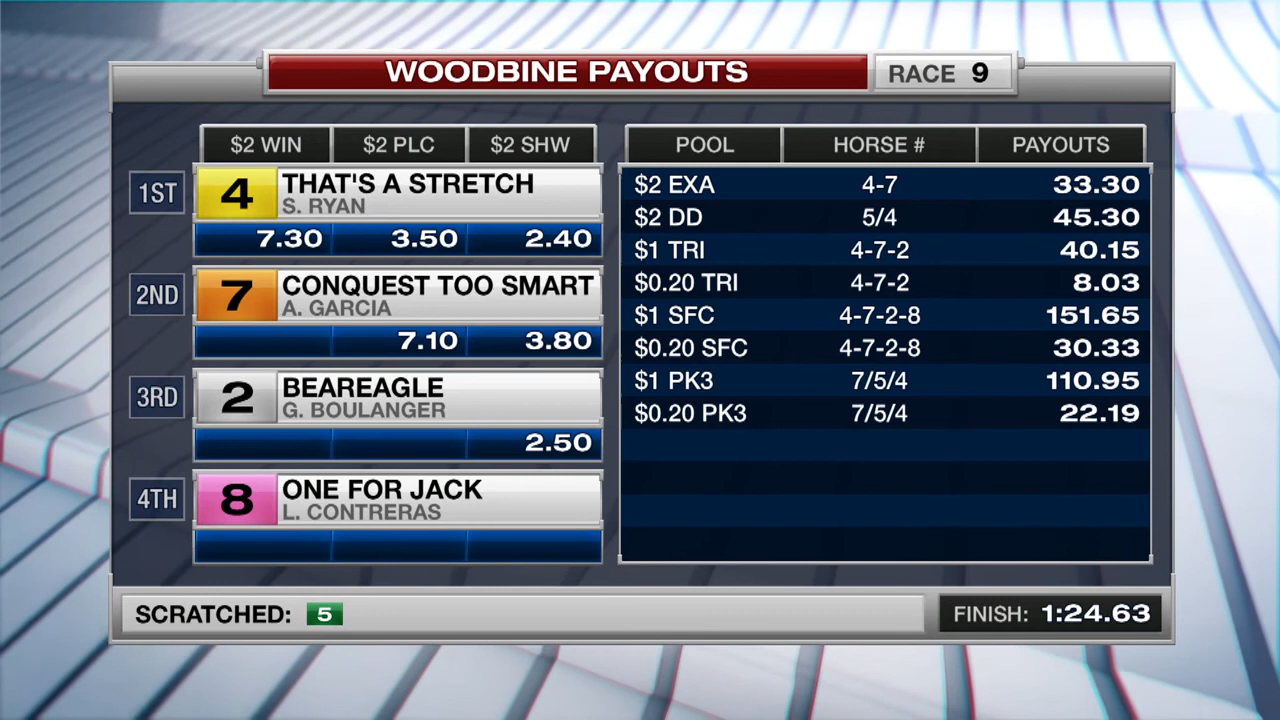 WOODBINE PAYOUTS RACE 9
$2 WIN $2 PLC $2 SHW
1ST 4 THAT'S A STRETCH
S. RYAN
7.30 3.50 2.40
2ND 7 CONQUEST TOO SMART
A. GARCIA
7.10 3.80
3RD 2 BEAREAGLE
G. BOULANGER
2.50
4TH 8 ONE FOR JACK
L. CONTRERAS
POOL HORSE # PAYOUTS
$2 EXA 4-7 33.30
$2 DD 5/4 45.30
$1 TRI 4-7-2 40.15
$0.20 TRI 4-7-2 8.03
$1 SFC 4-7-2-8 151.65
$0.20 SFC 4-7-2-8 30.33
$1 PK3 7/5/4 110.95
$0.20 PK3 7/5/4 22.19
SCRATCHED: 5
FINISH: 1:24.63